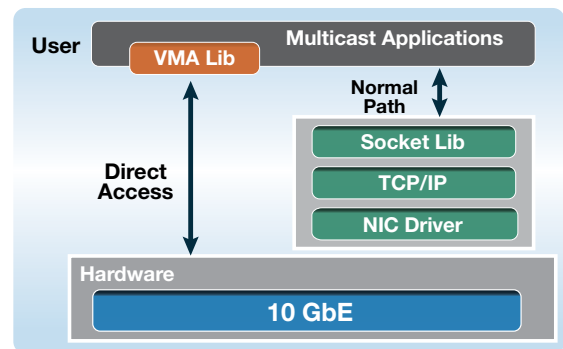 User
Multicast Applications
VMA Lib
Normal
Path
Socket Lib
Direct
Access
TCP/IP
NIC Driver
Hardware
10 GbE